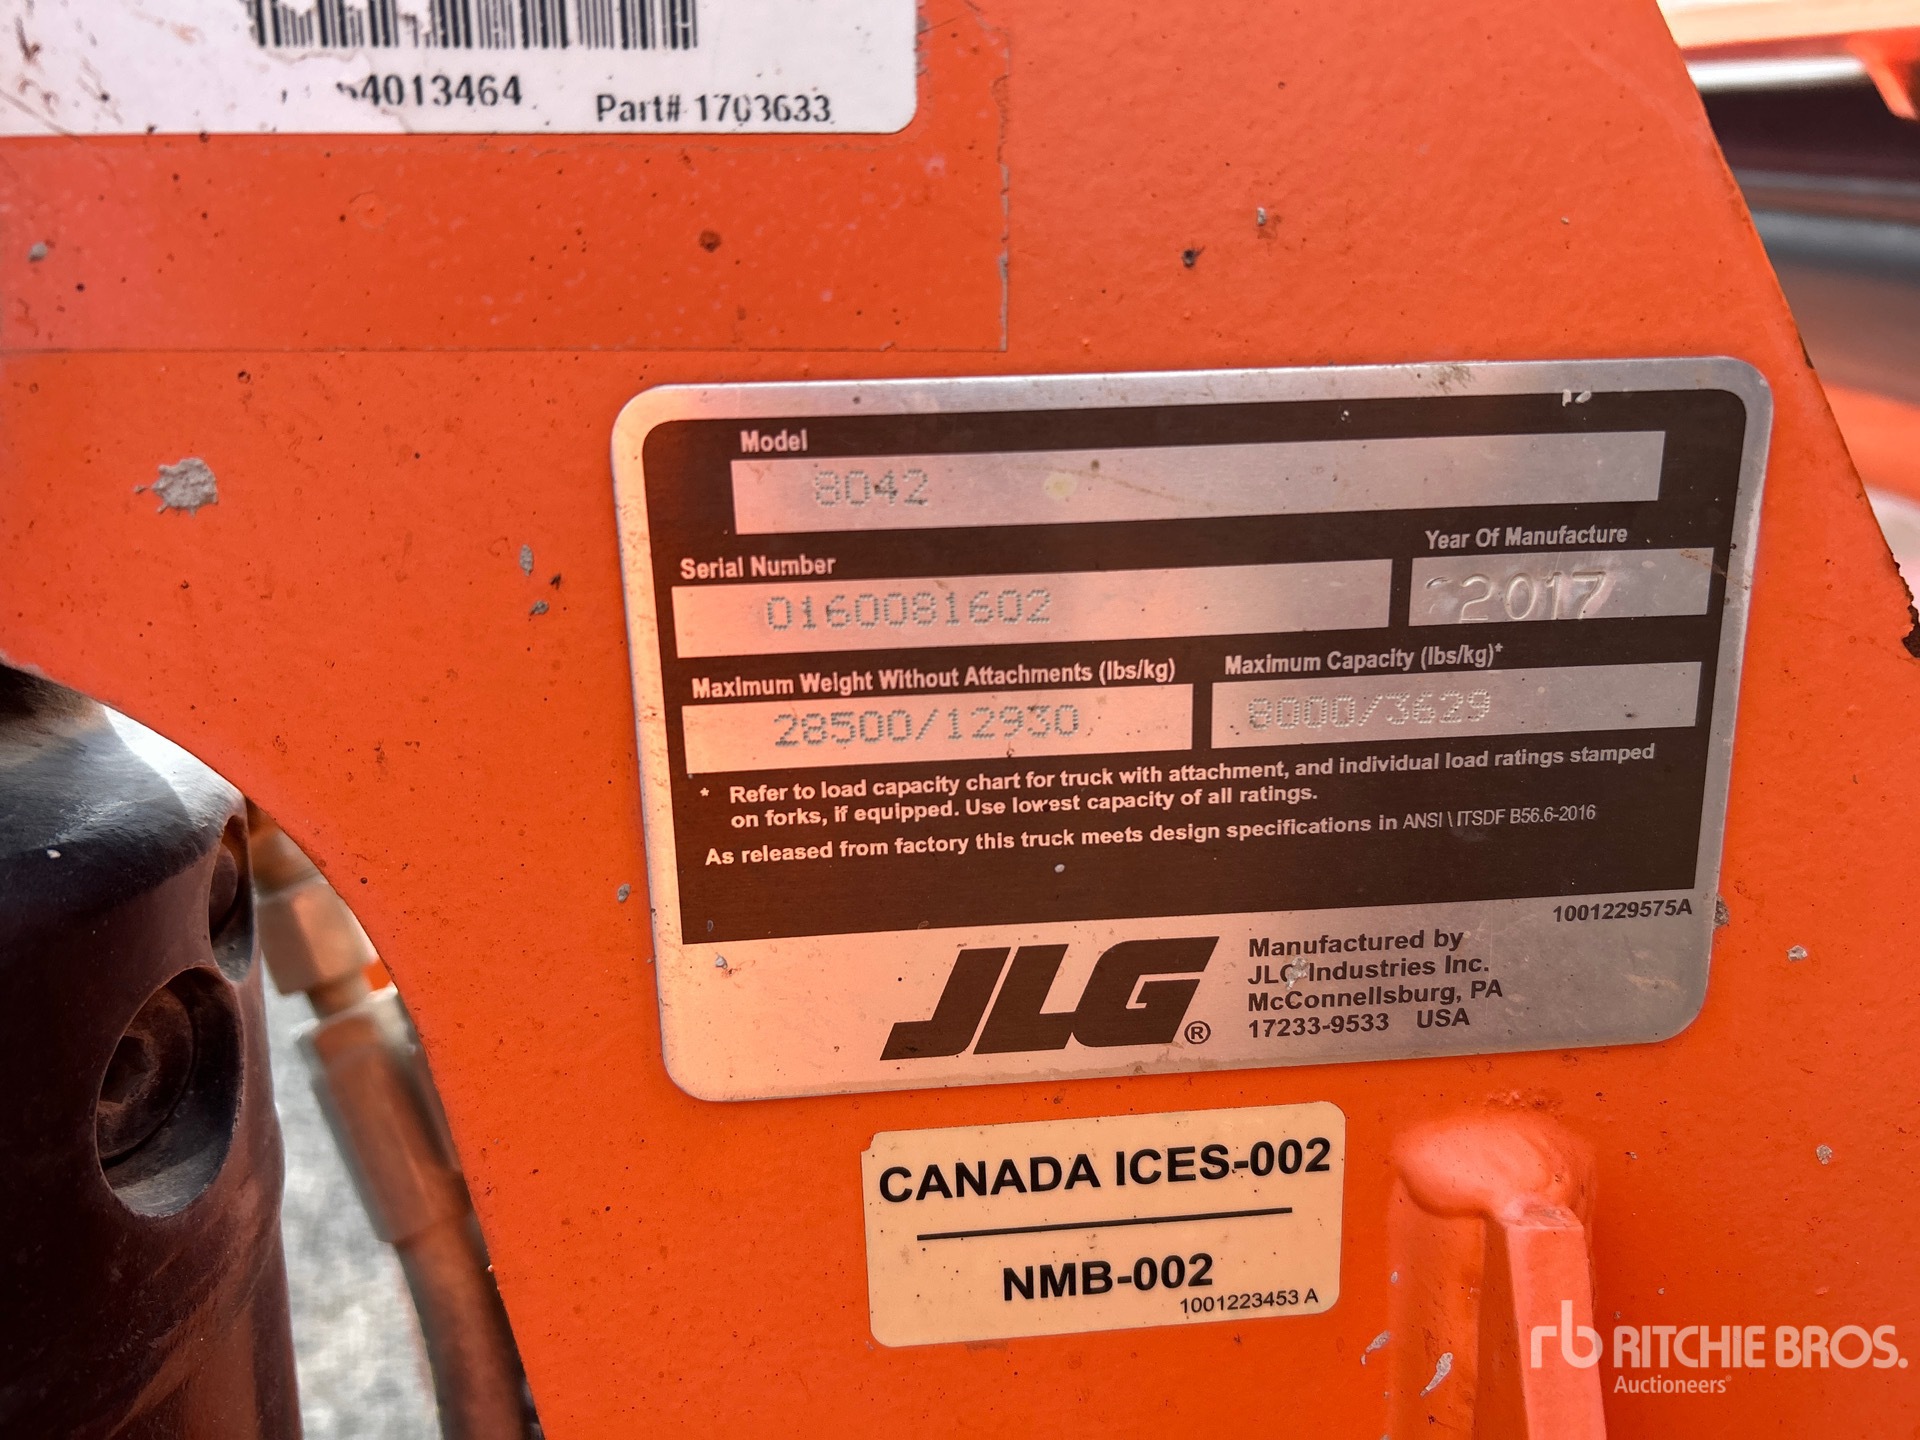 4013464
Part# 1703633
Model
8042
Serial Number
0160081602
Year Of Manufacture
2017
Maximum Weight Without Attachments (lbs/kg)
28500/12930
Maximum Capacity (lbs/kg)*
8000/3629
* Refer to load capacity chart for truck with attachment, and individual load ratings stamped
on forks, if equipped. Use lowest capacity of all ratings.
As released from factory this truck meets design specifications in ANSI \ ITSDF B56.6-2016
1001229575A
JLG®
Manufactured by
JLG Industries Inc.
McConnellsburg, PA
17233-9533 USA
CANADA ICES-002
NMB-002
1001223453 A
rb RITCHIE BROS.
Auctioneers